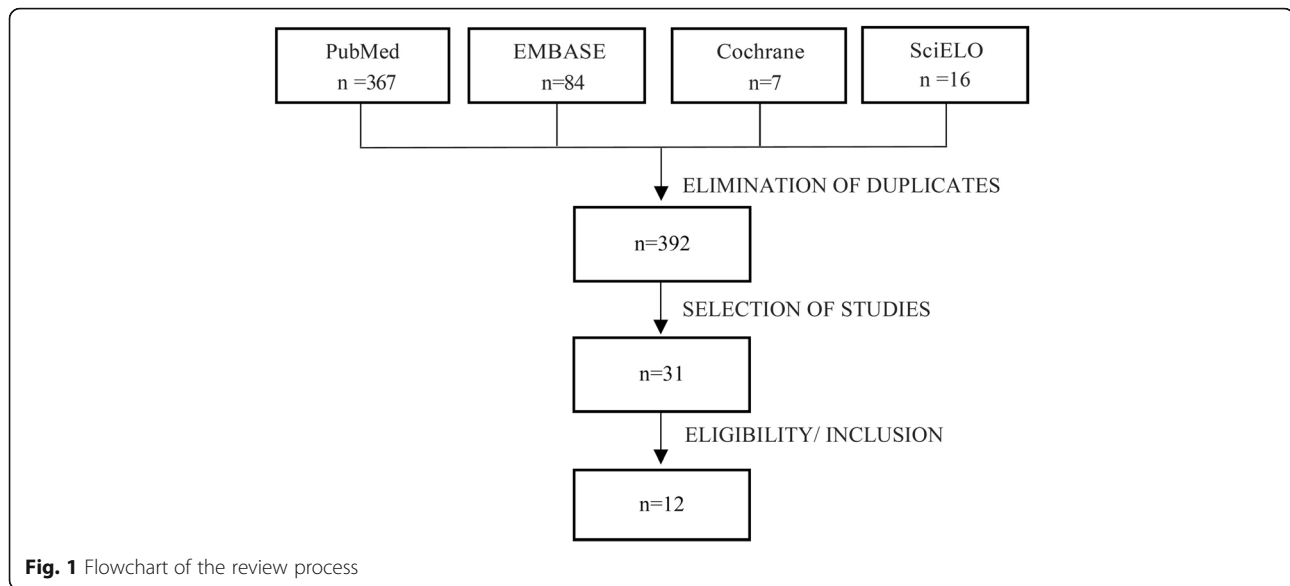 PubMed
n =367
EMBASE
n=84
Cochrane
n=7
SciELO
n =16
ELIMINATION OF DUPLICATES
n=392
SELECTION OF STUDIES
n=31
ELIGIBILITY/ INCLUSION
n=12
Fig. 1 Flowchart of the review process